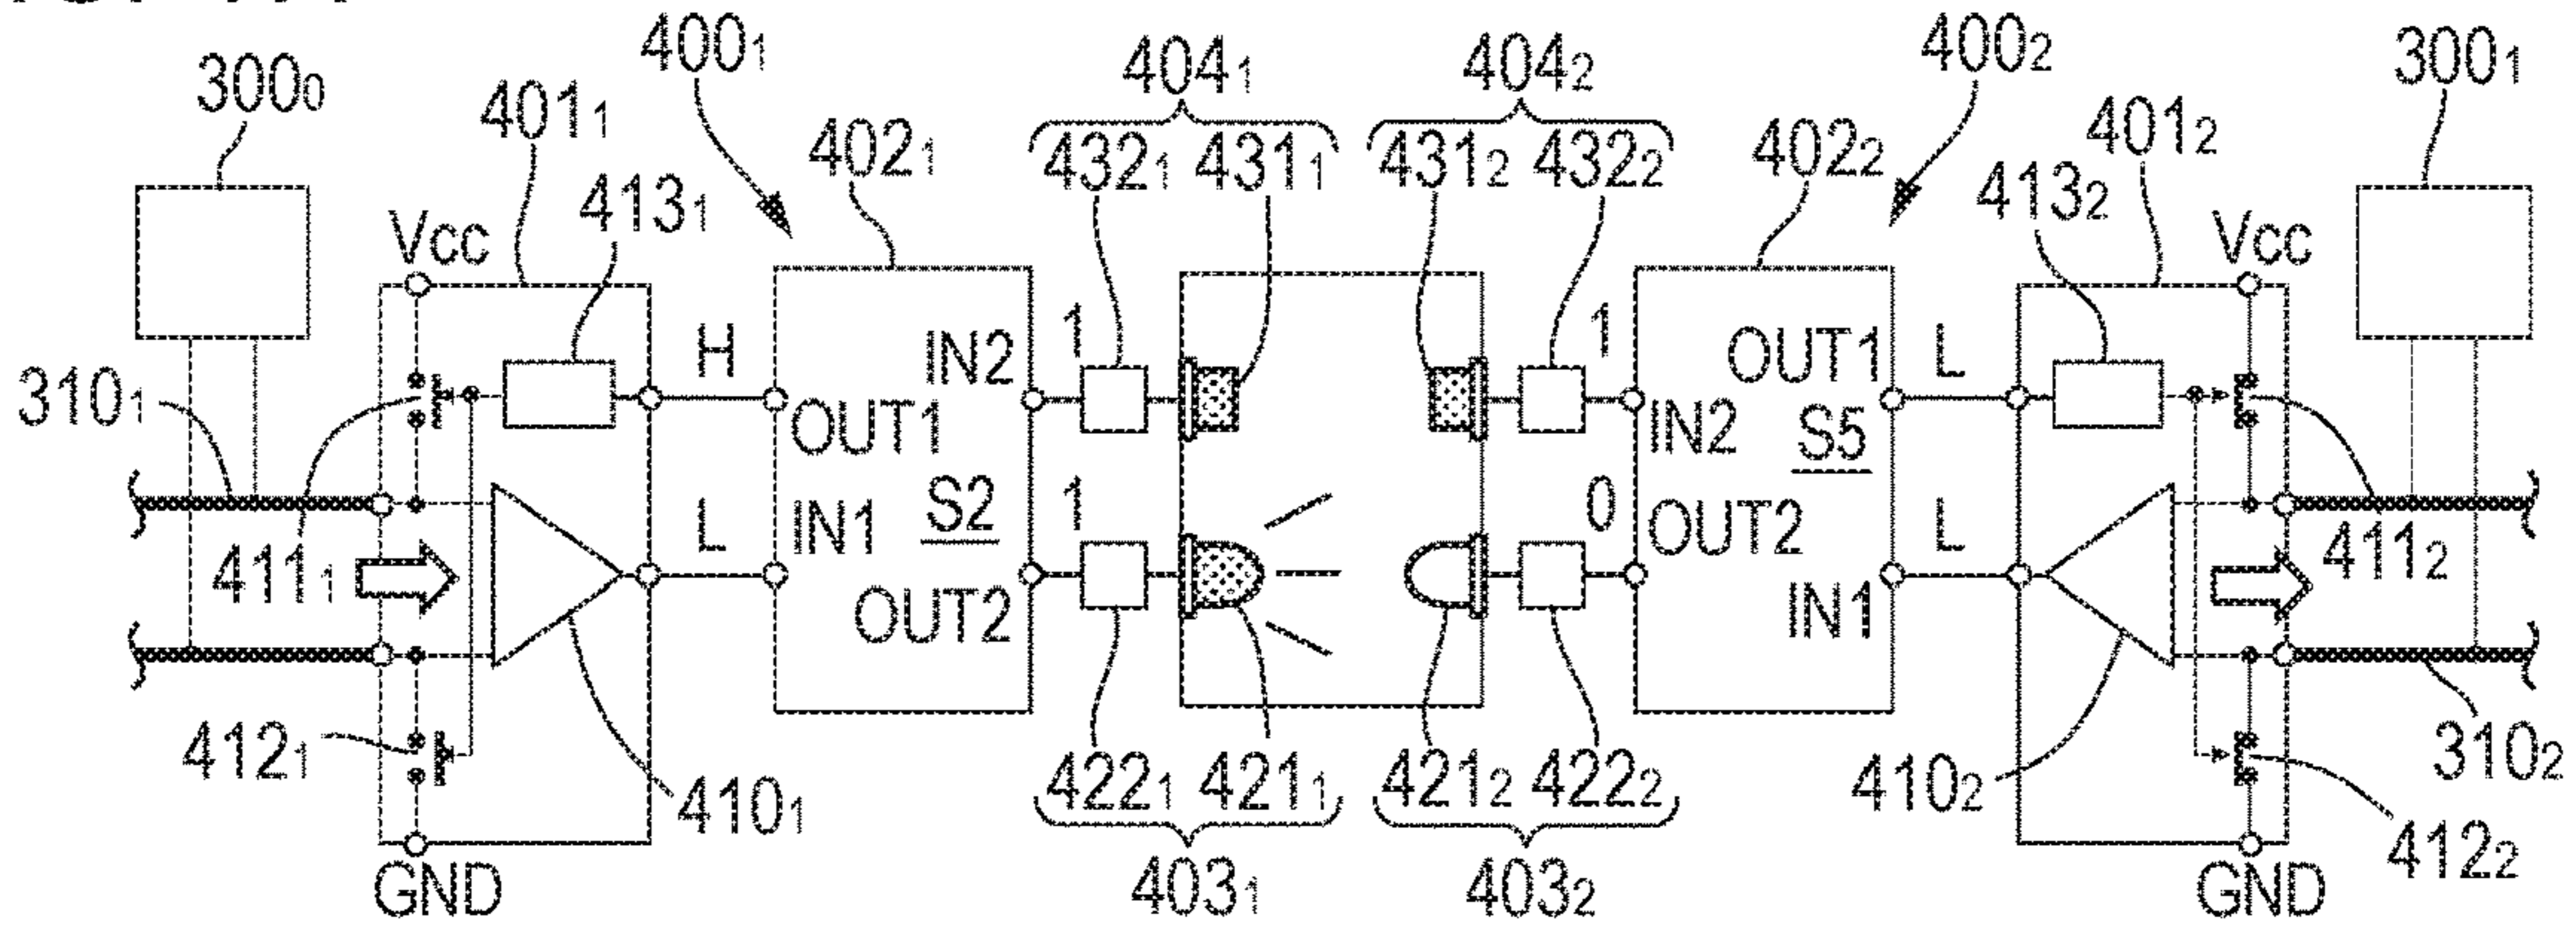 400₁ 404₁ 404₂ 400₂ 300₁
300₀ 401₁ 402₁ 432₁ 431₁ 431₂ 432₂ 402₂ 401₂
413₁ 413₂
Vcc Vcc
H IN2 1 1 OUT1 L
310₁ OUT1 IN2 S5
L IN1 S2 1 0 OUT2 L
411₁ OUT2 IN1 411₂
412₁ 410₁ 422₁ 421₁ 421₂ 422₂ 410₂ 310₂
GND 403₁ 403₂ GND 412₂